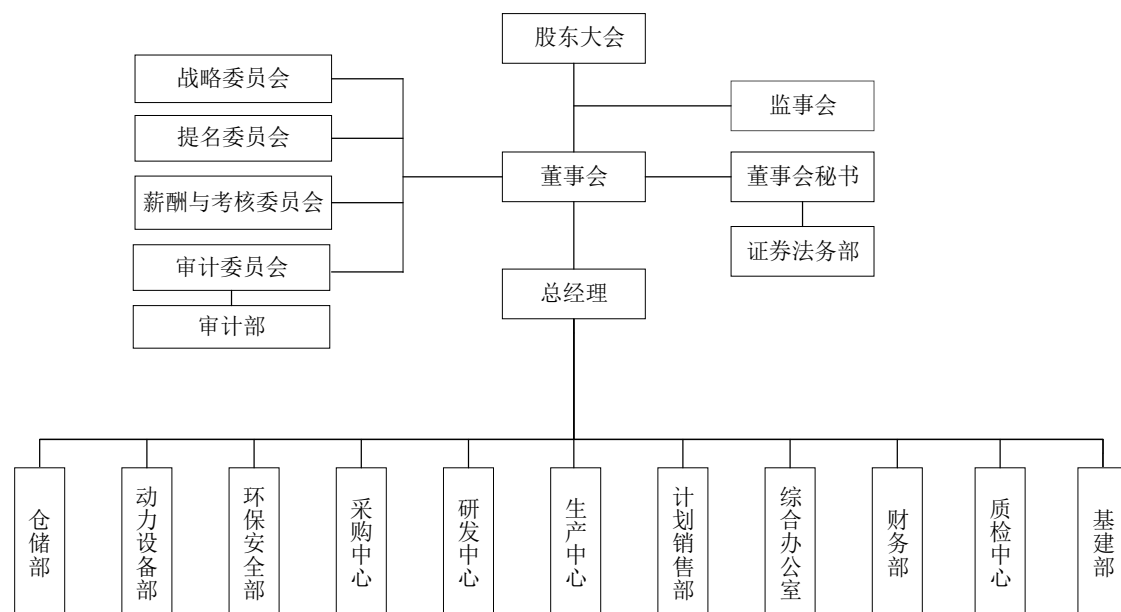 股东大会
战略委员会
监事会
提名委员会
董事会
董事会秘书
薪酬与考核委员会
证券法务部
审计委员会
总经理
审计部
仓储部
动力设备部
环保安全部
采购中心
研发中心
生产中心
计划销售部
综合办公室
财务部
质检中心
基建部